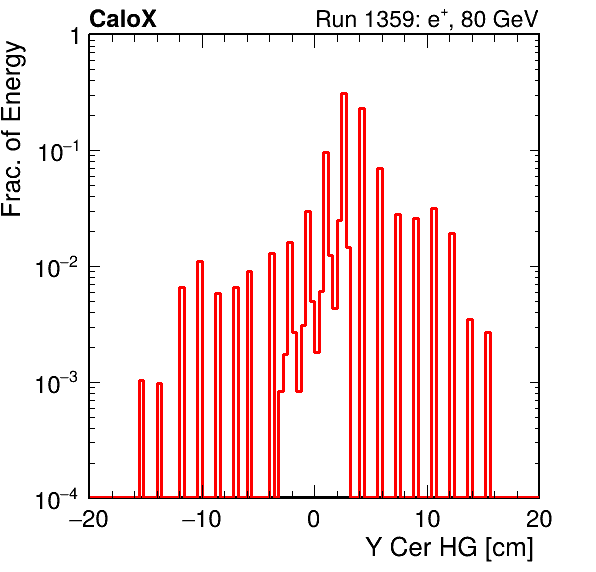 CaloX Run 1359: e⁺, 80 GeV
Frac. of Energy
1
10⁻¹
10⁻²
10⁻³
10⁻⁴
−20 −10 0 10 20
Y Cer HG [cm]